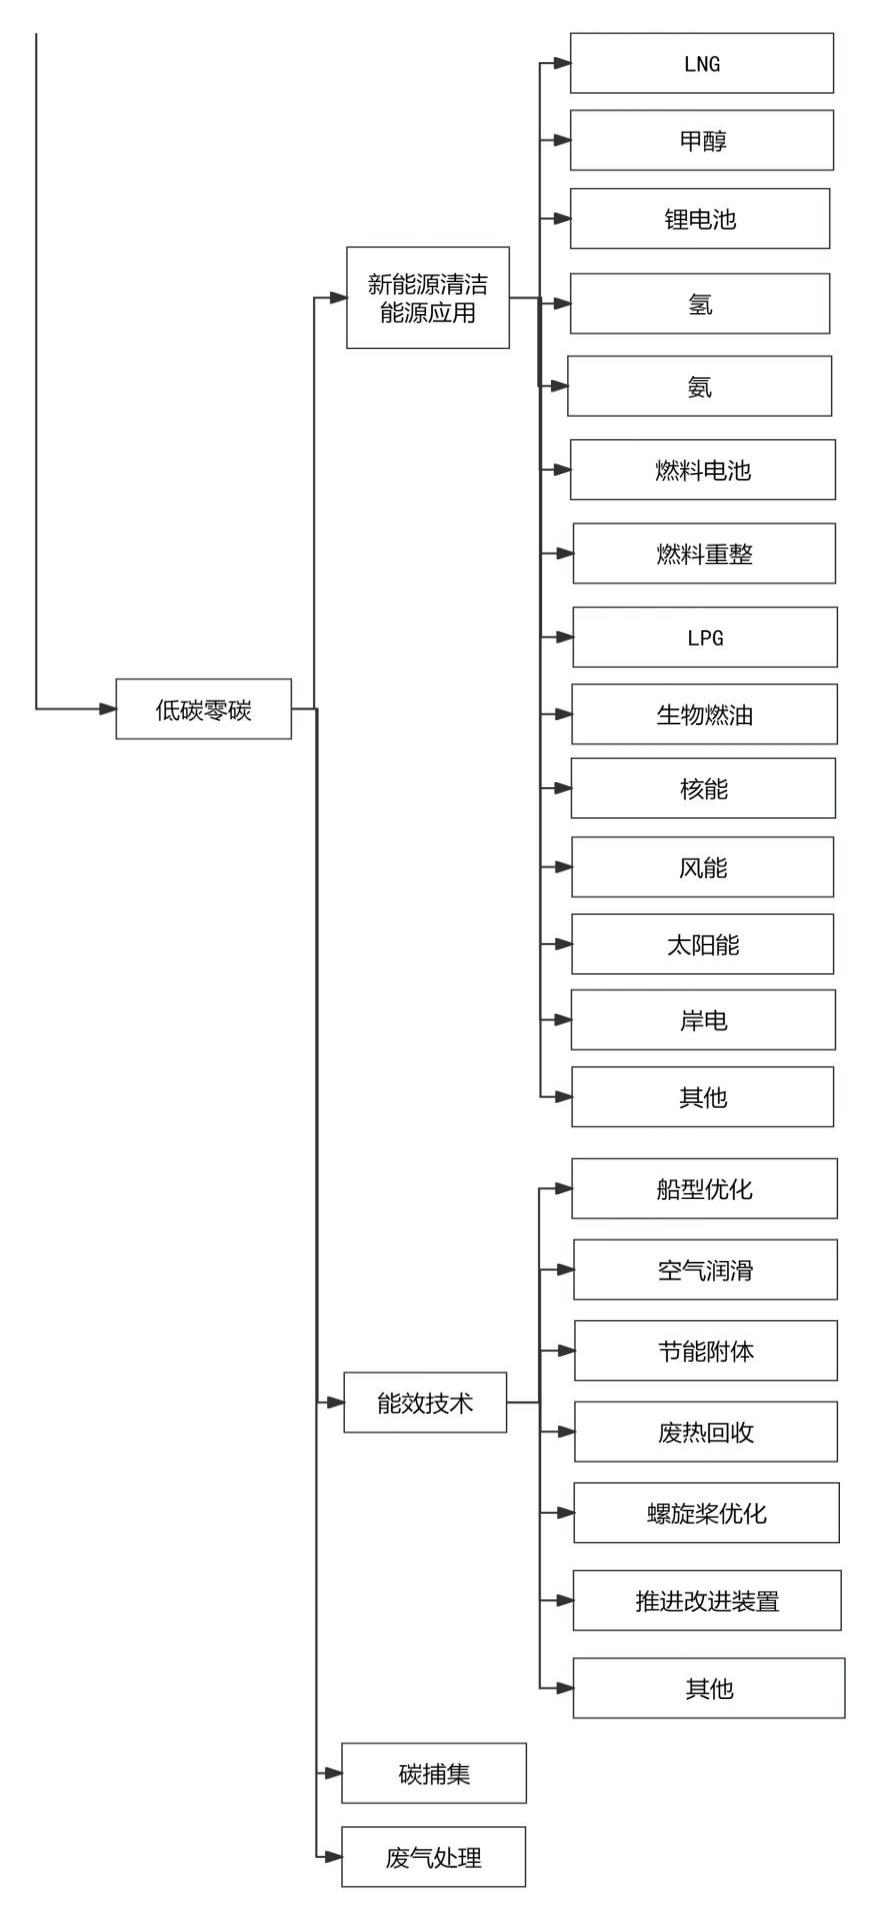 LNG
甲醇
锂电池
新能源清洁
能源应用
氢
氨
燃料电池
燃料重整
LPG
低碳零碳
生物燃油
核能
风能
太阳能
岸电
其他
船型优化
空气润滑
节能附体
能效技术
废热回收
螺旋桨优化
推进改进装置
其他
碳捕集
废气处理